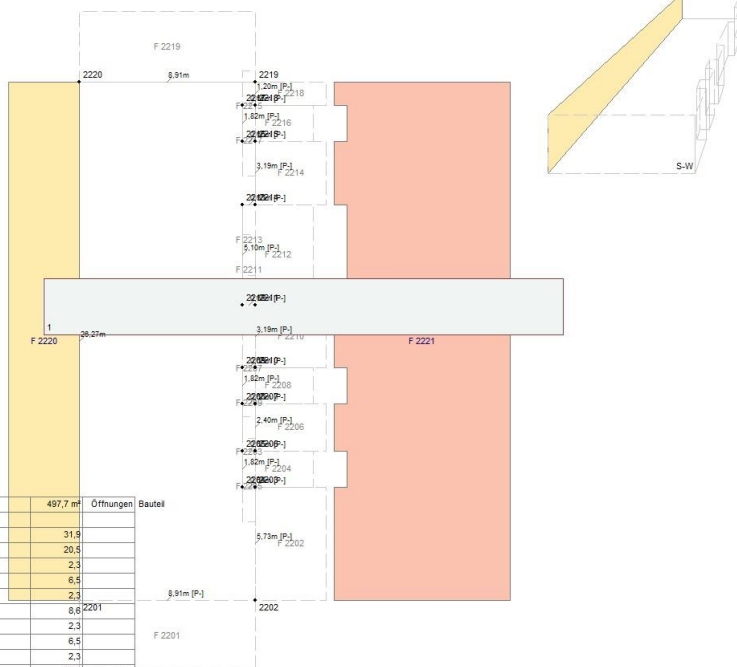 F 2219
2220
8,91m
2219
1,20m [P-]
F 2218
1,82m [P-]
F 2216
3,19m [P-]
F 2214
F 2213
5,10m [P-]
F 2212
F 2211
S-W
1
26,27m
F 2220
3,19m [P-]
F 2210
F 2221
1,82m [P-]
F 2208
2,40m [P-]
F 2206
1,82m [P-]
F 2204
5,73m [P-]
F 2202
497,7 m² Öffnungen Bauteil
31,9
20,5
2,3
6,5
2,3
8,6
2,3
6,5
2,3
2201
8,91m [P-]
2202
F 2201